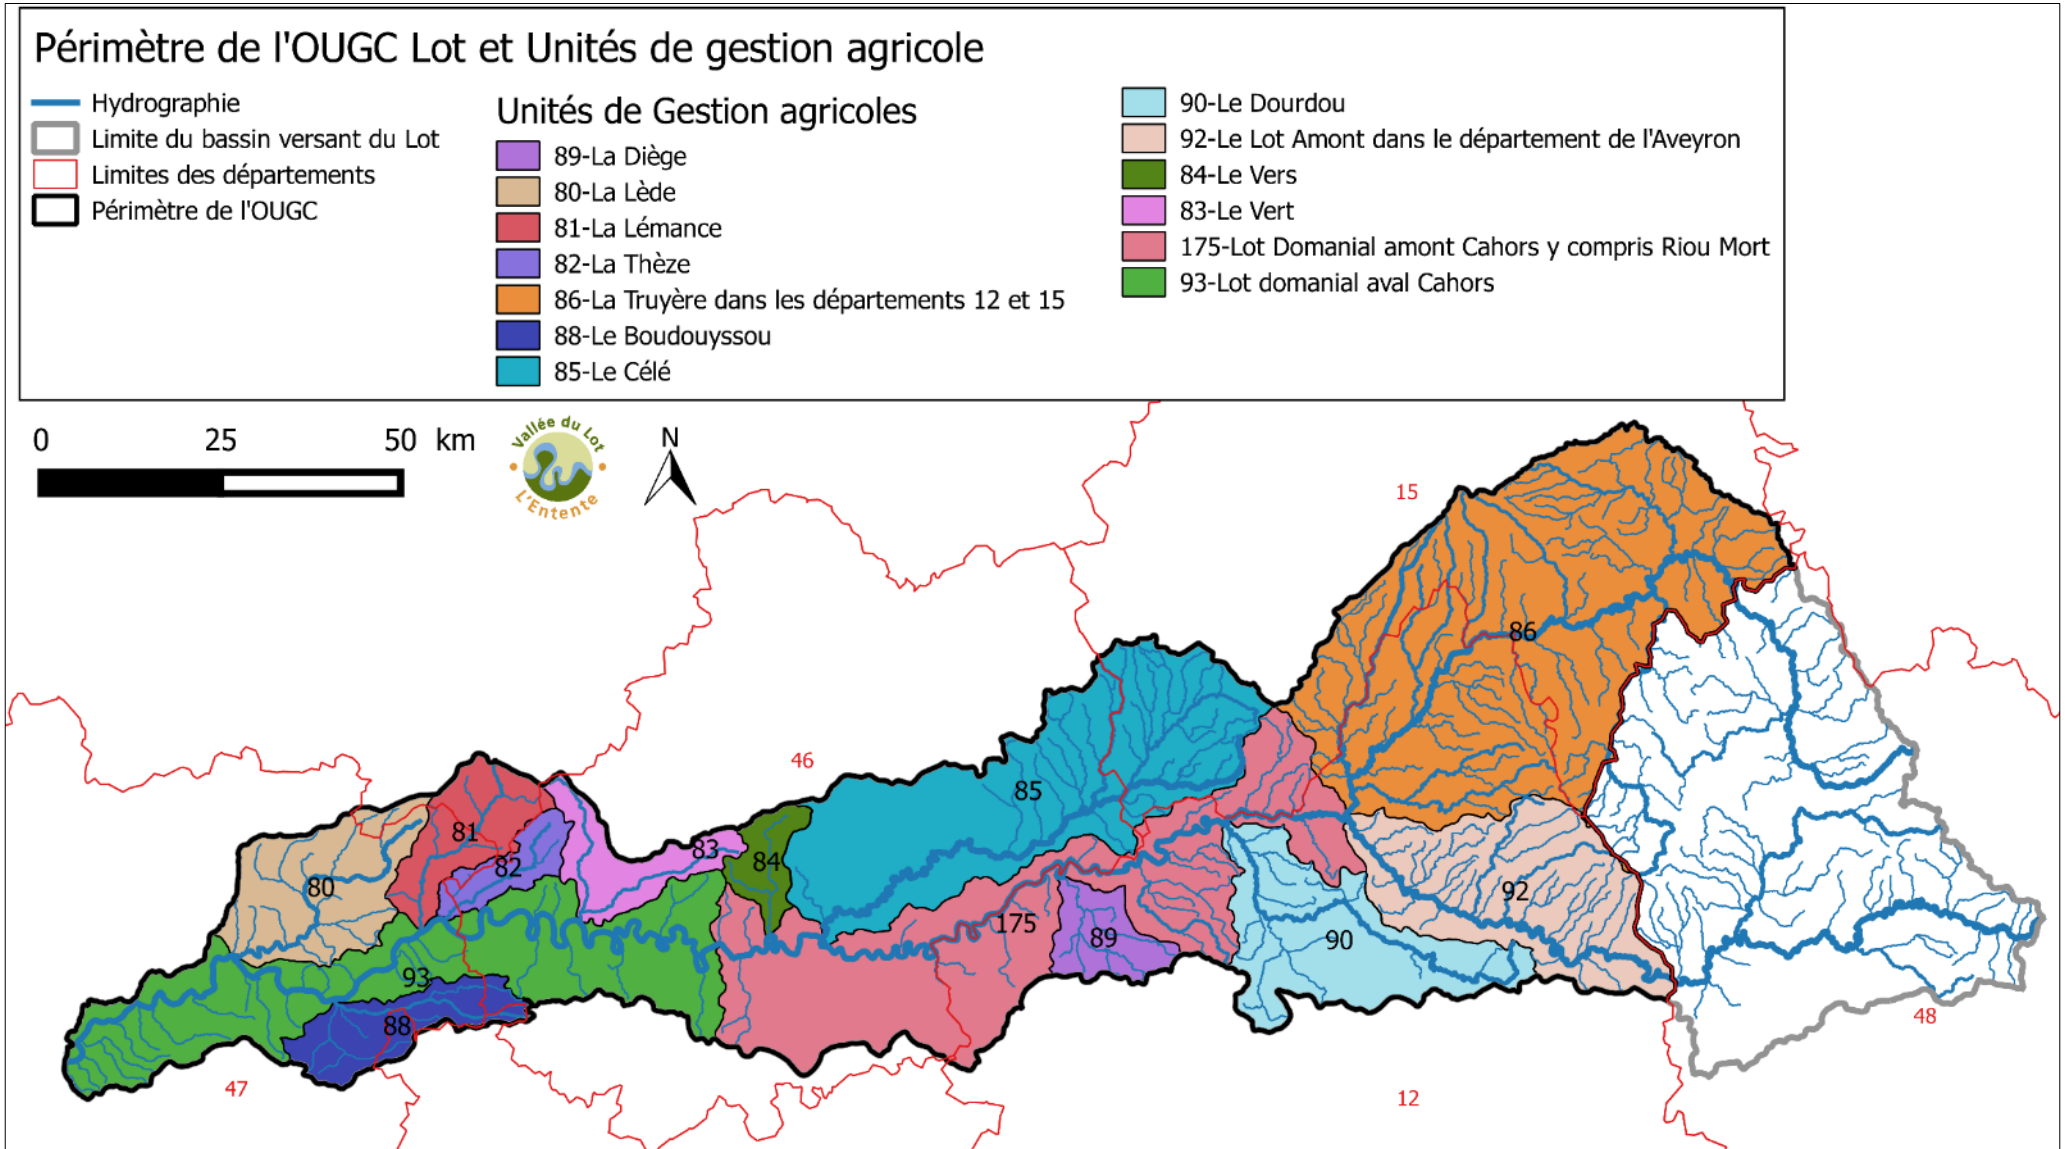 Périmètre de l'OUGC Lot et Unités de gestion agricole
Hydrographie
Limite du bassin versant du Lot
Limites des départements
Périmètre de l'OUGC
Unités de Gestion agricoles
89-La Diège
80-La Lède
81-La Lémance
82-La Thèze
86-La Truyère dans les départements 12 et 15
88-Le Boudouyssou
85-Le Célé
90-Le Dourdou
92-Le Lot Amont dans le département de l'Aveyron
84-Le Vers
83-Le Vert
175-Lot Domanial amont Cahors y compris Riou Mort
93-Lot domanial aval Cahors
0 25 50 km
Vallée du Lot
L'Entente
N
15
86
46
85
81
83
84
82
80
92
175
89
90
93
88
48
47
12